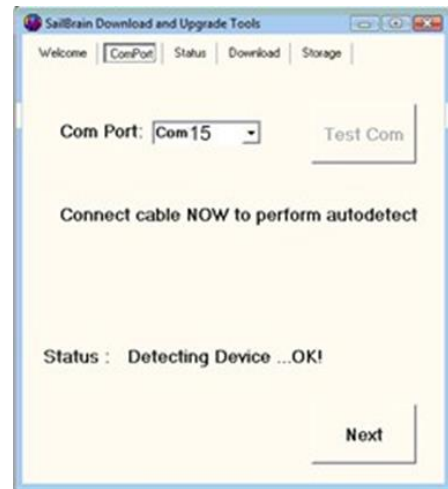 SailBrain Download and Upgrade Tools
Welcome ComPort Status Download Storage
Com Port: Com15 Test Com
Connect cable NOW to perform autodetect
Status : Detecting Device ...OK!
Next